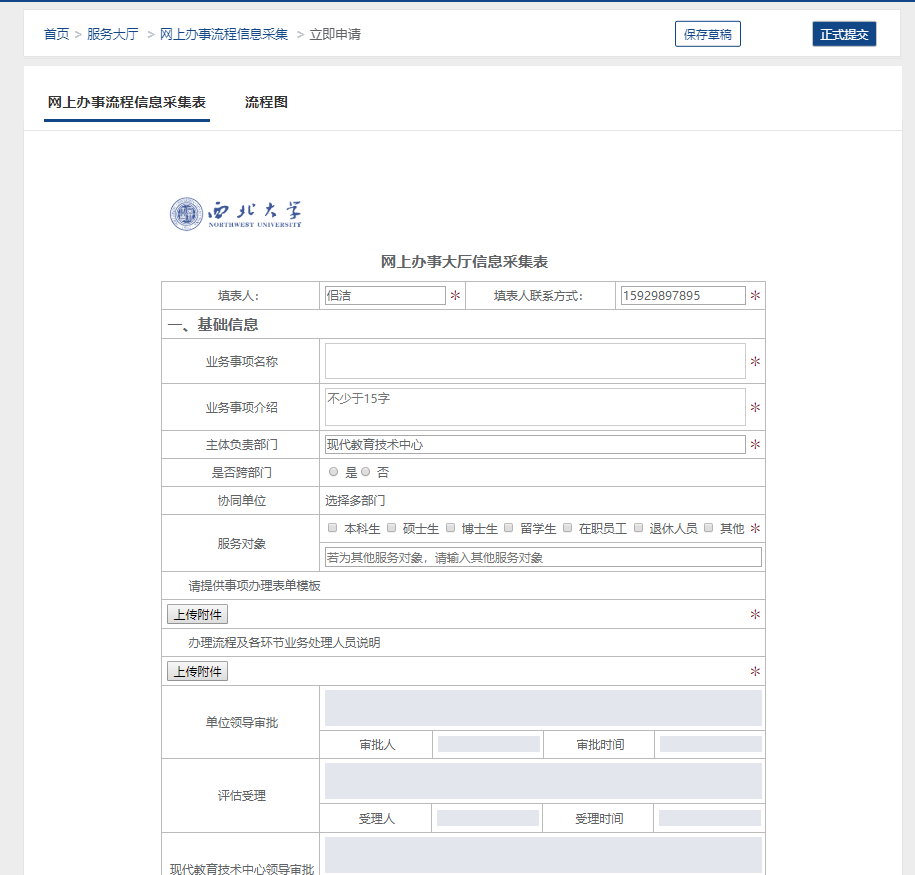 首页 > 服务大厅 > 网上办事流程信息采集 > 立即申请 保存草稿 正式提交
网上办事流程信息采集表 流程图
西北大学
NORTHWEST UNIVERSITY
网上办事大厅信息采集表
填表人: 佀洁 * 填表人联系方式: 15929897895 *
一、基础信息
业务事项名称 *
业务事项介绍 不少于15字 *
主体负责部门 现代教育技术中心 *
是否跨部门 是 否
协同单位 选择多部门
服务对象 本科生 硕士生 博士生 留学生 在职员工 退休人员 其他 *
若为其他服务对象，请输入其他服务对象
请提供事项办理表单模板
上传附件 *
办理流程及各环节业务处理人员说明
上传附件 *
单位领导审批
审批人 审批时间
评估受理
受理人 受理时间
现代教育技术中心领导审批